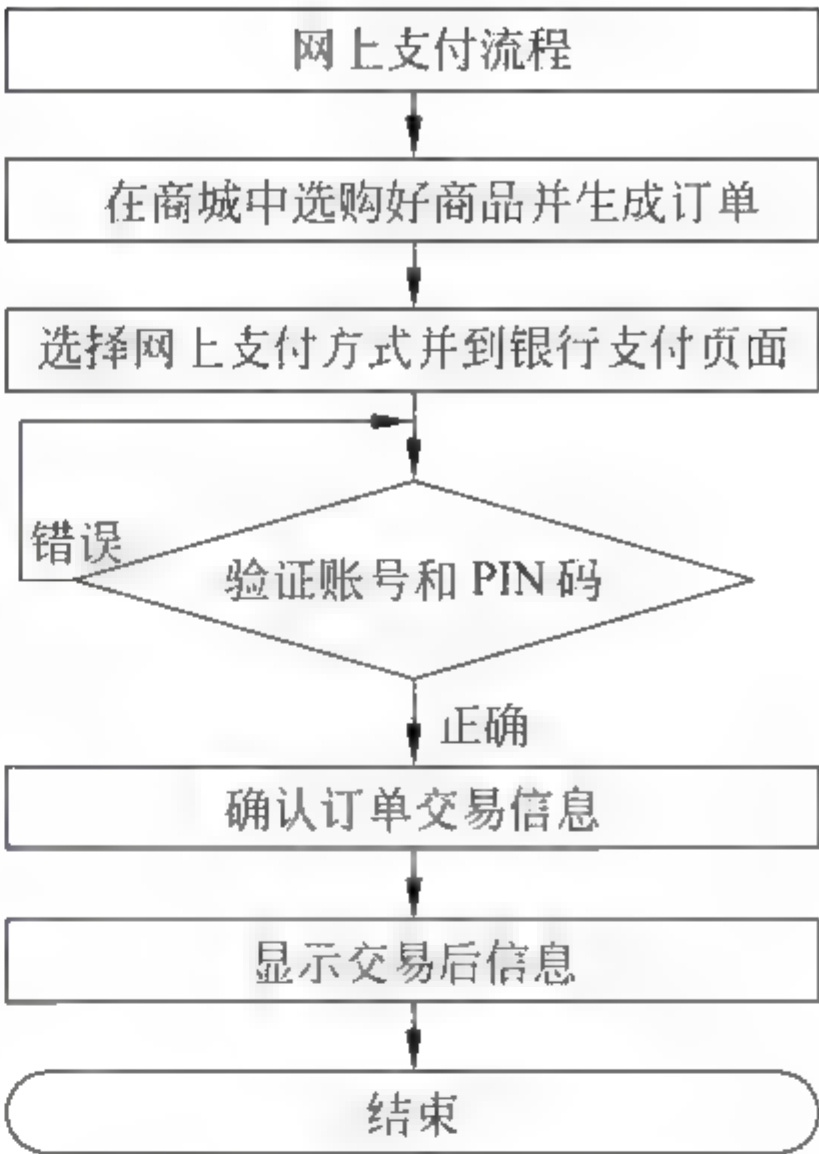 网上支付流程
在商城中选购好商品并生成订单
选择网上支付方式并到银行支付页面
错误
验证账号和 PIN 码
正确
确认订单交易信息
显示交易后信息
结束